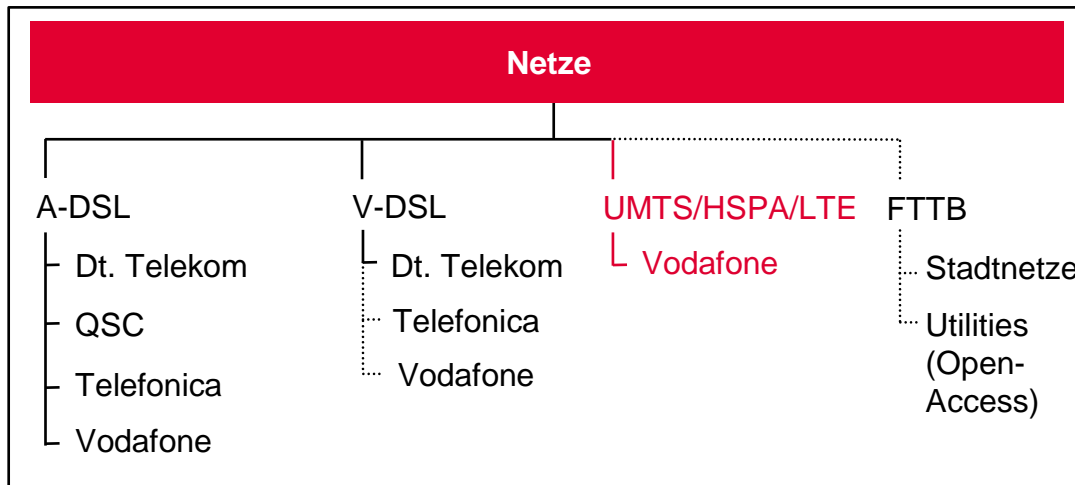 Netze
A-DSL
Dt. Telekom
QSC
Telefonica
Vodafone
V-DSL
Dt. Telekom
Telefonica
Vodafone
UMTS/HSPA/LTE
Vodafone
FTTB
Stadtnetze
Utilities
(Open-
Access)